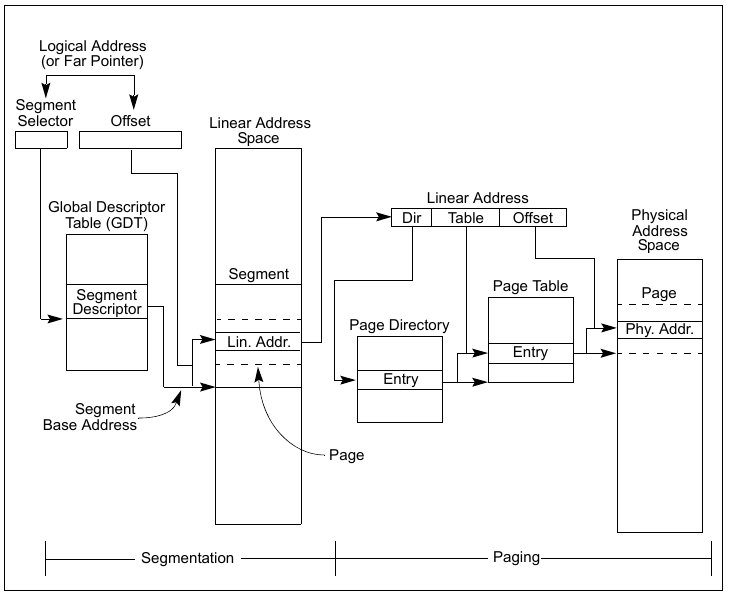 Logical Address
(or Far Pointer)
Segment
Selector
Offset
Linear Address
Space
Global Descriptor
Table (GDT)
Segment
Descriptor
Segment
Lin. Addr.
Segment
Base Address
Page
Linear Address
Dir
Table
Offset
Page Directory
Entry
Page Table
Entry
Physical
Address
Space
Page
Phy. Addr.
Segmentation
Paging